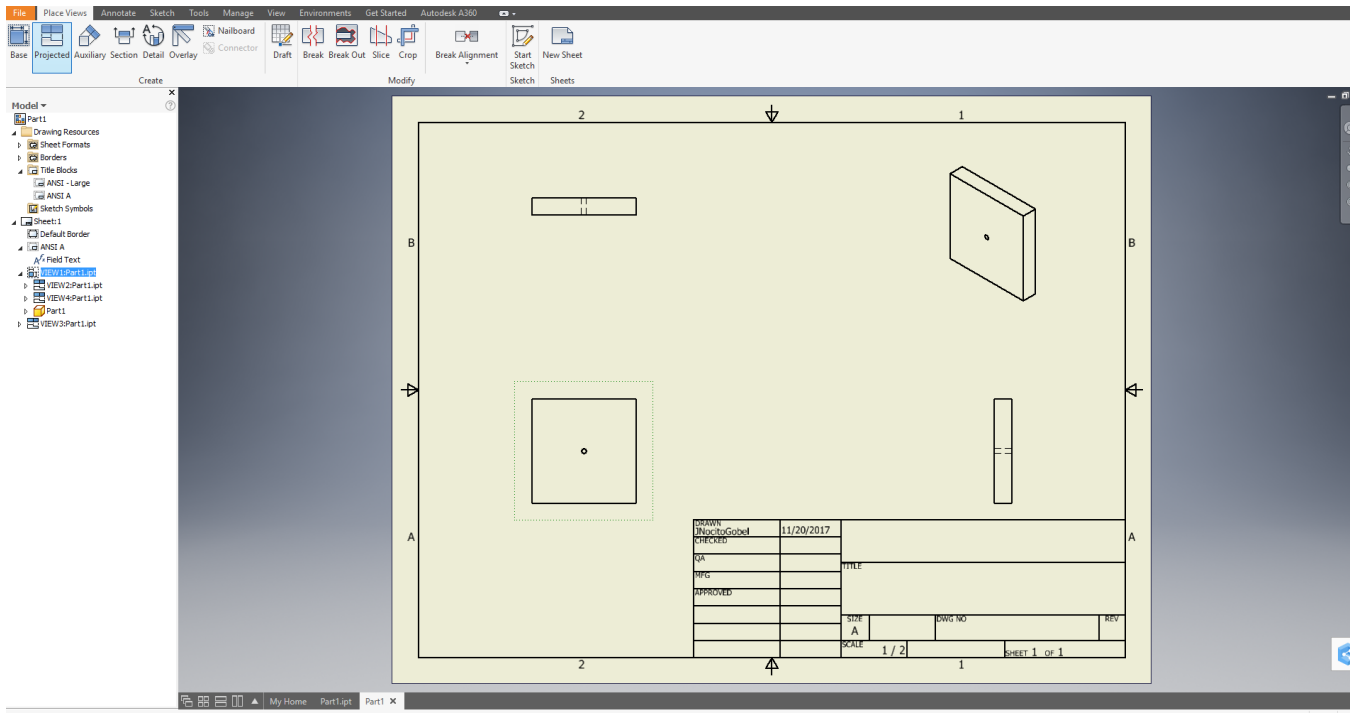 File Place Views Annotate Sketch Tools Manage View Environments Get Started Autodesk A360
Base Projected Auxiliary Section Detail Overlay
Nailboard
Connector
Draft Break Break Out Slice Crop Break Alignment
Start Sketch
New Sheet
Create Modify Sketch Sheets
Model
Part1
Drawing Resources
Sheet Formats
Borders
Title Blocks
ANSI - Large
ANSI A
Sketch Symbols
Sheet:1
Default Border
ANSI A
Field Text
VIEW1:Part1.ipt
VIEW2:Part1.ipt
VIEW4:Part1.ipt
Part1
VIEW3:Part1.ipt
2 1
B B
A A
DRAWN
JNocitoGobel 11/20/2017
CHECKED
QA
MFG
APPROVED
TITLE
SIZE
A
DWG NO
REV
SCALE
1 / 2
SHEET 1 OF 1
2 1
My Home Part1.ipt Part1